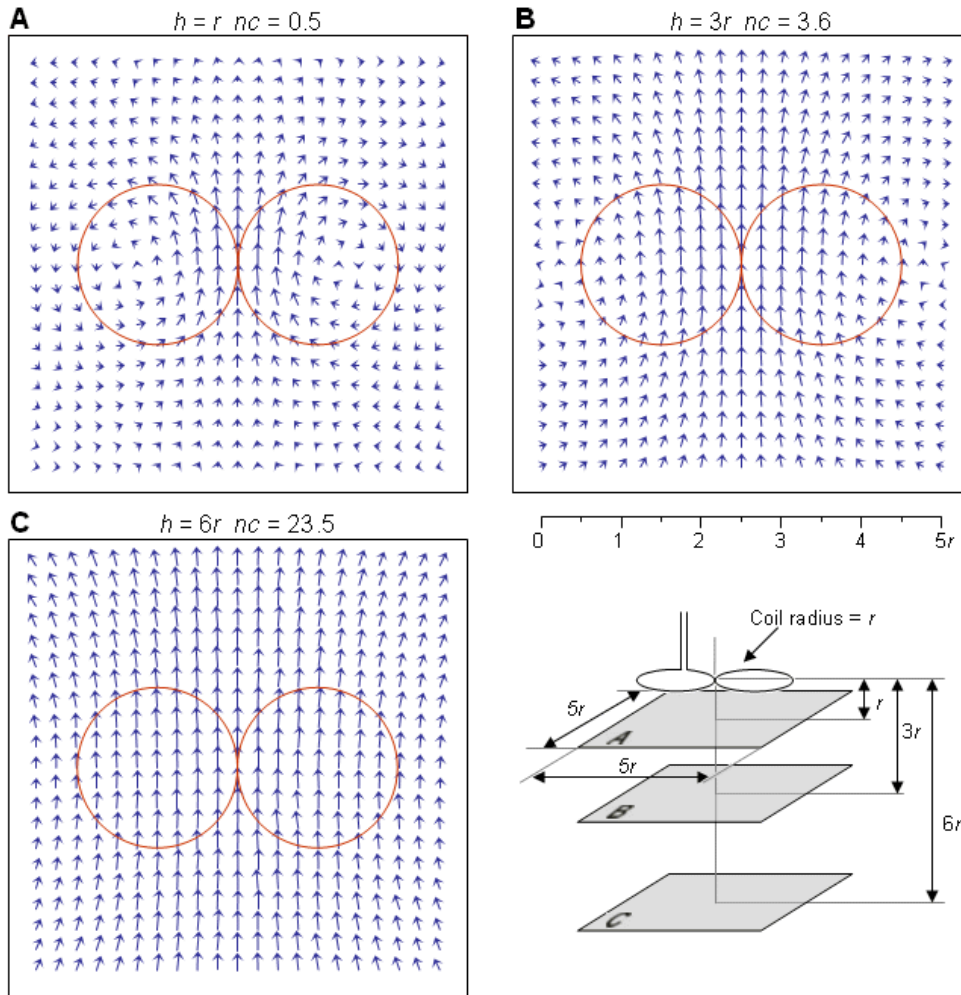 A
h = r nc = 0.5
B
h = 3r nc = 3.6
C
h = 6r nc = 23.5
0 1 2 3 4 5r
Coil radius = r
5r
A
5r
B
C
r
3r
6r